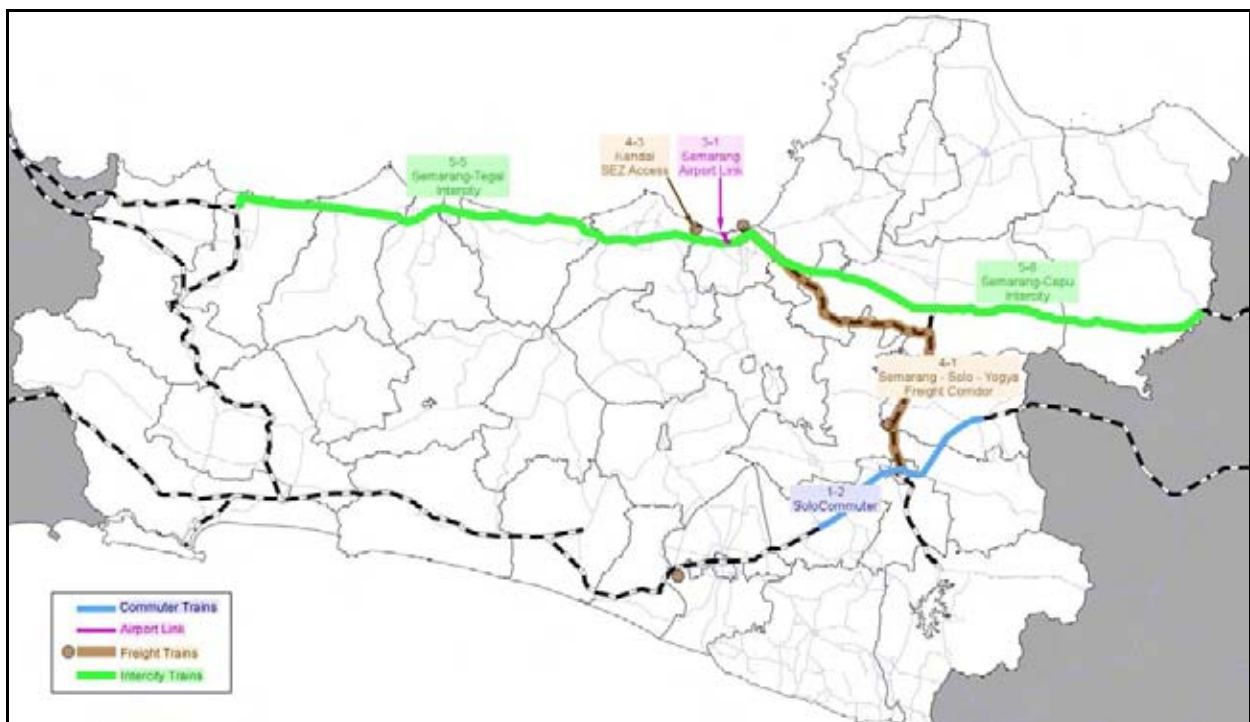 5-5
Semarang-Tegal
Intercity
4-3
Kendal
SEZ Access
3-1
Semarang
Airport Link
5-6
Semarang-Cepu
Intercity
4-1
Semarang - Solo - Yogya
Freight Corridor
1-2
SoloCommuter
Commuter Trains
Airport Link
Freight Trains
Intercity Trains